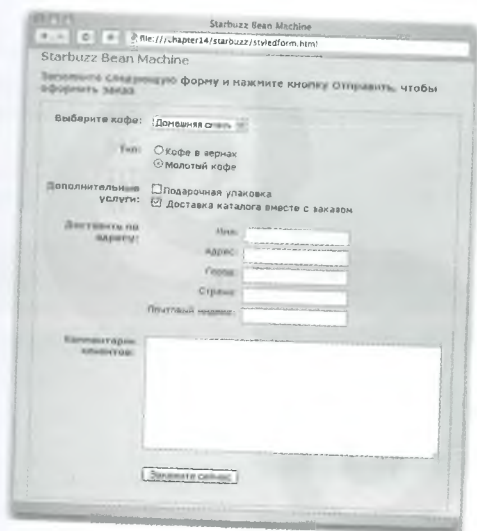 Starbuzz Bean Machine
file:///chapter14/starbuzz/styledform.html
Starbuzz Bean Machine
Заполните следующую форму и нажмите кнопку Отправить, чтобы
оформить заказ
Выберите кофе: Домашняя смесь
Тип: Кофе в зернах
Молотый кофе
Дополнительные Подарочная упаковка
услуги: Доставка каталога вместе с заказом
Доставить по Имя:
адресу: Адрес:
Город:
Страна:
Почтовый индекс:
Комментарии
клиентов:
Закажите сейчас